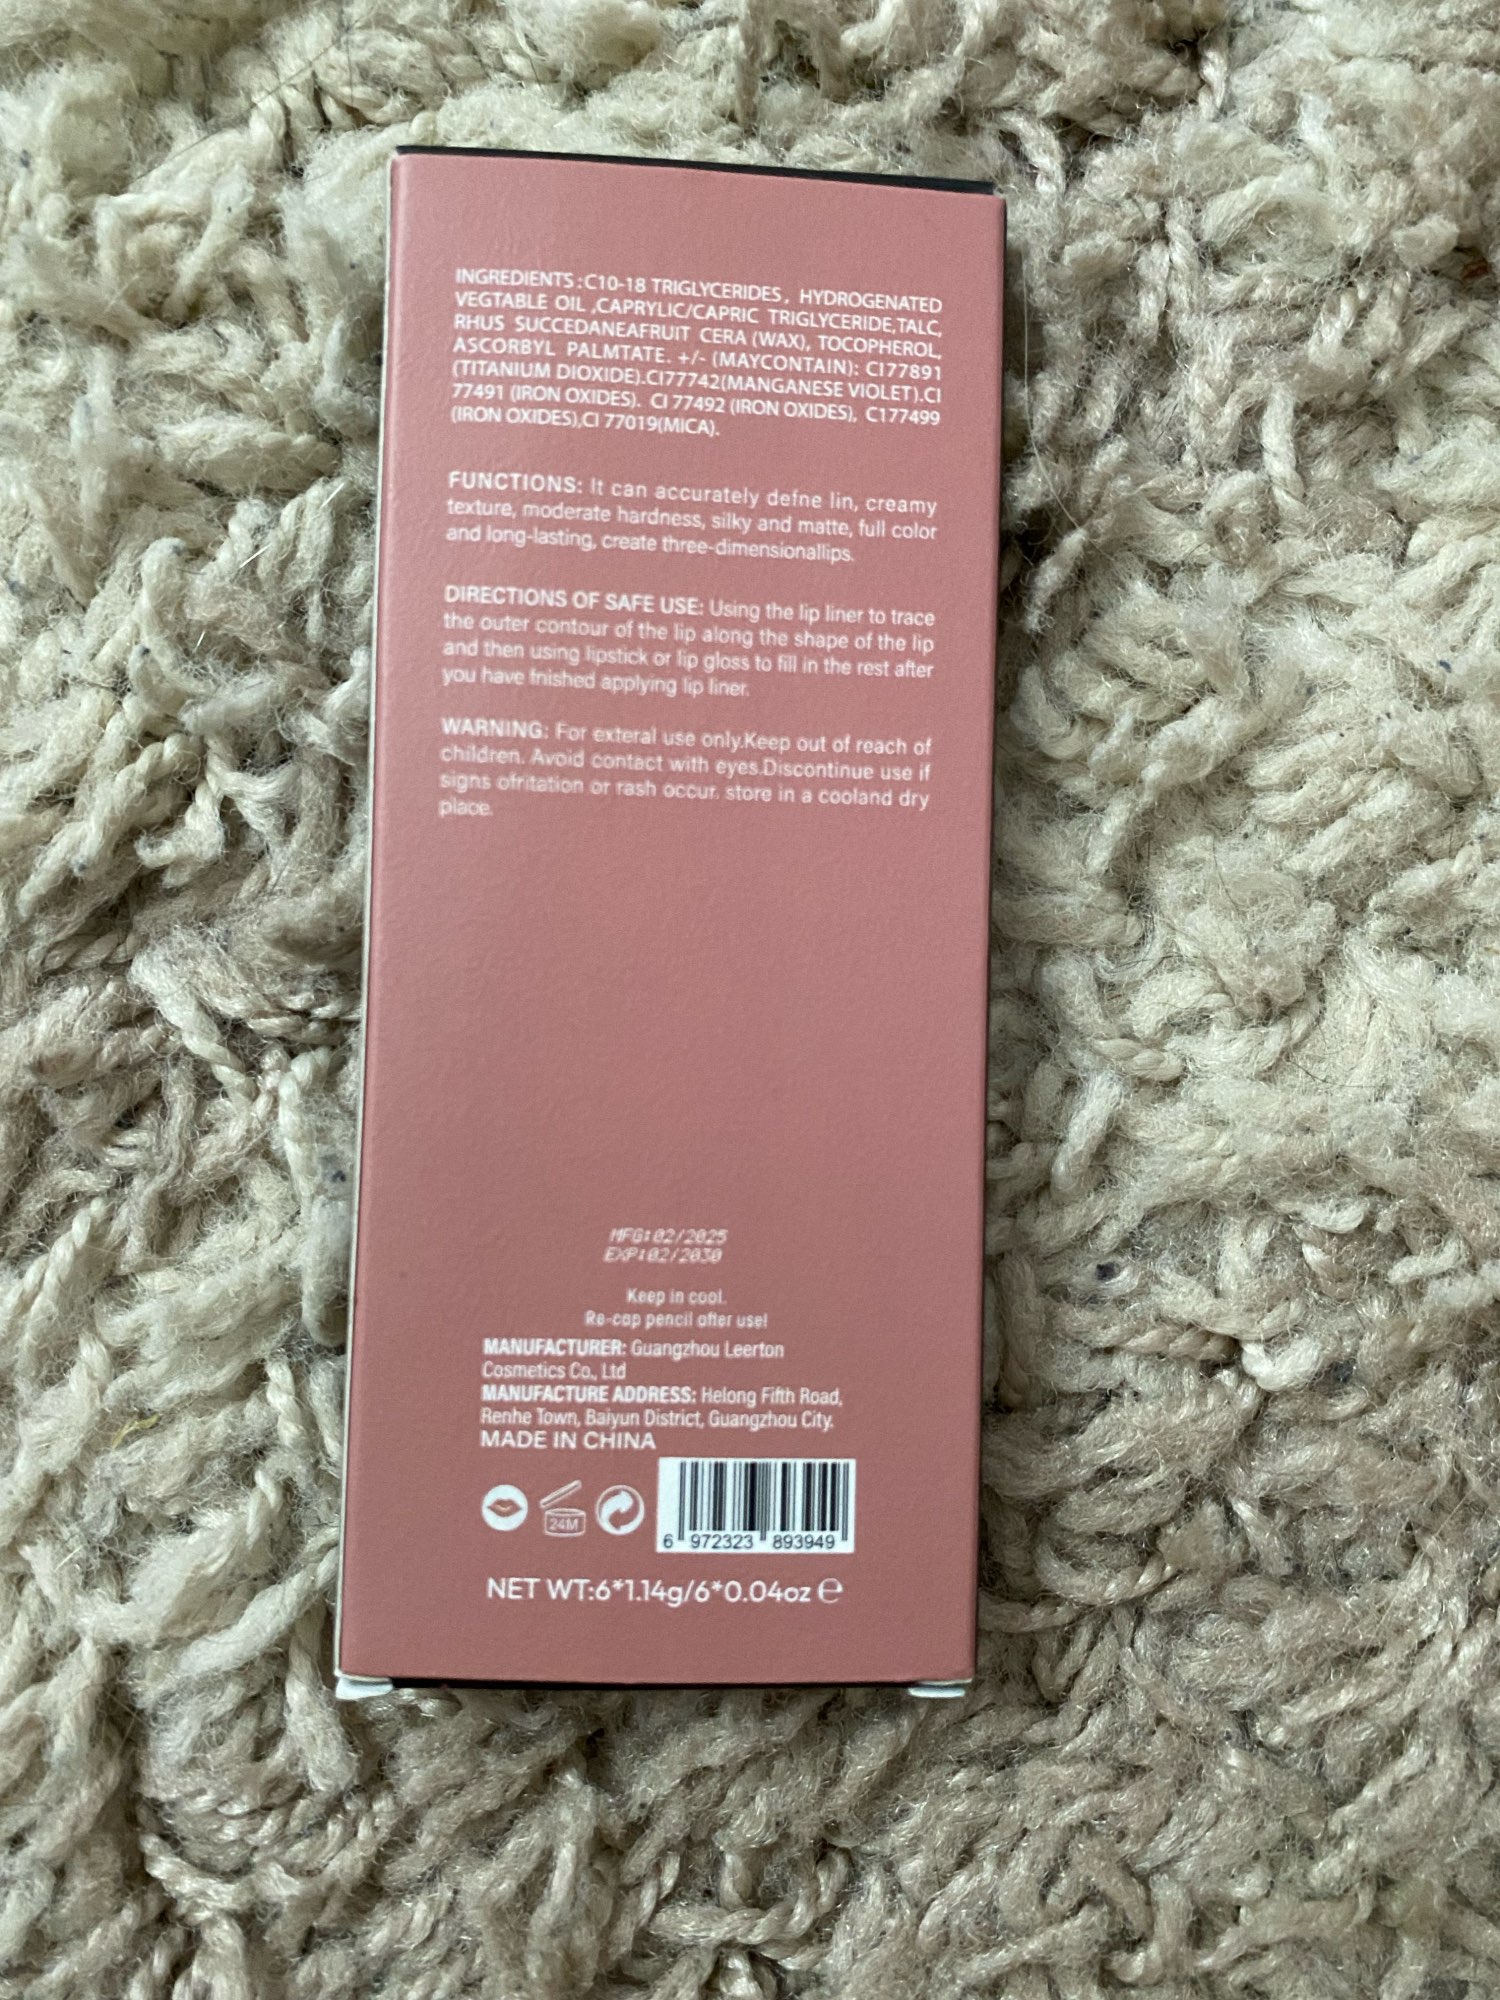 INGREDIENTS :C10-18 TRIGLYCERIDES, HYDROGENATED
VEGTABLE OIL ,CAPRYLIC/CAPRIC TRIGLYCERIDE,TALC,
RHUS SUCCEDANEAFRUIT CERA (WAX), TOCOPHEROL,
ASCORBYL PALMTATE. +/- (MAYCONTAIN): CI77891
(TITANIUM DIOXIDE).CI77742(MANGANESE VIOLET).CI
77491 (IRON OXIDES). CI 77492 (IRON OXIDES), C177499
(IRON OXIDES),CI 77019(MICA).
FUNCTIONS: It can accurately defne lin, creamy
texture, moderate hardness, silky and matte, full color
and long-lasting, create three-dimensionallips.
DIRECTIONS OF SAFE USE: Using the lip liner to trace
the outer contour of the lip along the shape of the lip
and then using lipstick or lip gloss to fill in the rest after
you have fnished applying lip liner.
WARNING: For exteral use only.Keep out of reach of
children. Avoid contact with eyes.Discontinue use if
signs ofritation or rash occur. store in a cooland dry
place.
MFG:02/2025
EXP:02/2030
Keep in cool.
Re-cap pencil after use!
MANUFACTURER: Guangzhou Leerton
Cosmetics Co., Ltd
MANUFACTURE ADDRESS: Helong Fifth Road,
Renhe Town, Baiyun District, Guangzhou City.
MADE IN CHINA
24M
6 972323 893949
NET WT:6*1.14g/6*0.04oz ℮